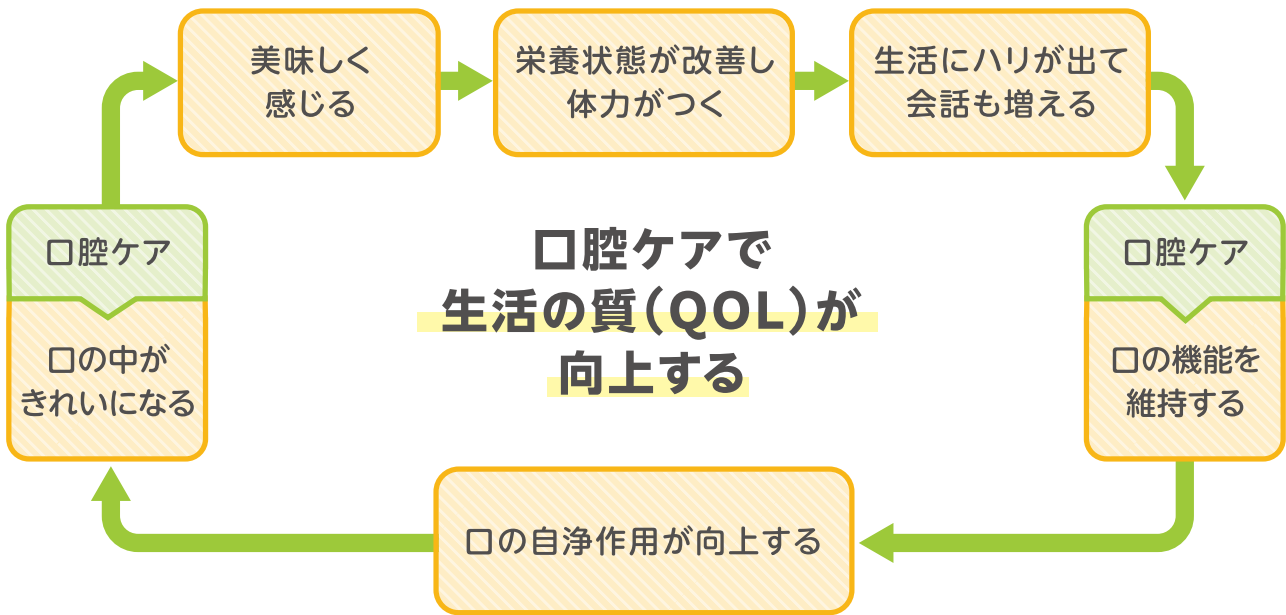 美味しく
感じる
栄養状態が改善し
体力がつく
生活にハリが出て
会話も増える
口腔ケア
口の機能を
維持する
口の自浄作用が向上する
口腔ケア
口の中が
きれいになる
口腔ケアで
生活の質(QOL)が
向上する